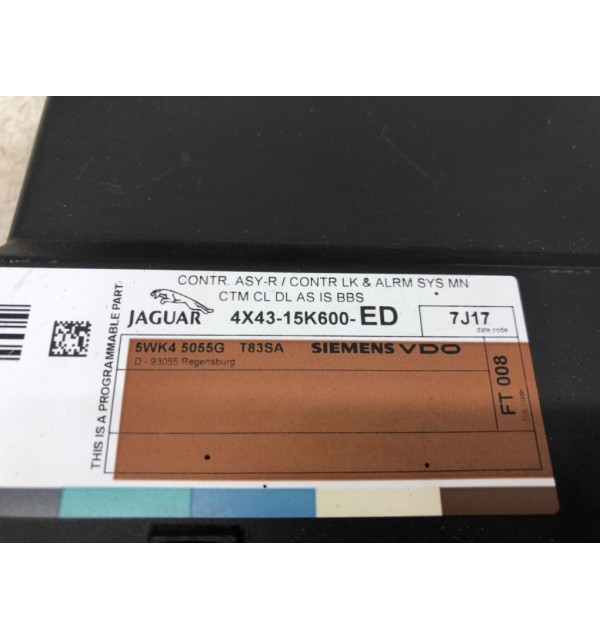 CONTR. ASY-R / CONTR LK & ALRM SYS MN
CTM CL DL AS IS BBS
JAGUAR 4X43-15K600-ED 7J17
date code
5WK4 5055G T83SA SIEMENS VDO
D - 93055 Regensburg
FT 008
THIS IS A PROGRAMMABLE PART